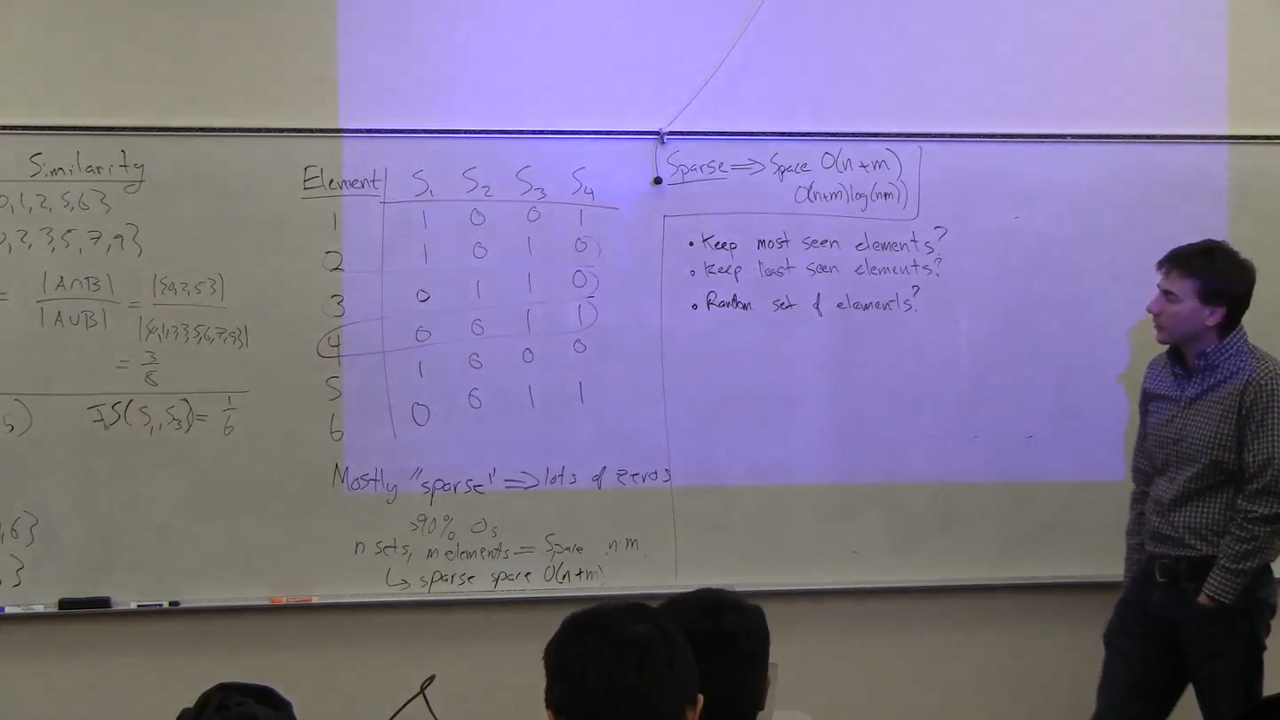 Similarity
0,1,2,5,6}
0,2,3,5,7,9}
= |A∩B| / |A∪B| = |{0,2,5}| /
= 3/8
JS(S₁,S₃) = 1/6
,6}
Element S₁ S₂ S₃ S₄
1 1 0 0 1
2 1 0 1 0
3 0 1 1 0
4 0 0 1 1
5 1 0 0 0
6 0 0 1 1
Mostly "sparse" ⟹ lots of zeros
>90% 0s
n sets, m elements = Space n·m
↳ sparse space O(n+m)
Sparse ⟹ Space O(n+m)
O((n+m)log(nm))
• Keep most seen elements?
• Keep least seen elements?
• Random set of elements?